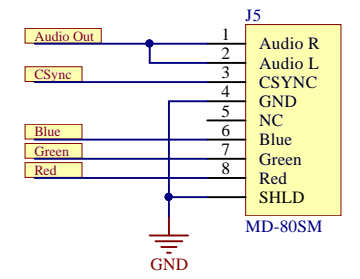 J5
Audio Out 1 Audio R
2 Audio L
CSync 3 CSYNC
4 GND
5 NC
Blue 6 Blue
Green 7 Green
Red 8 Red
SHLD
MD-80SM
GND